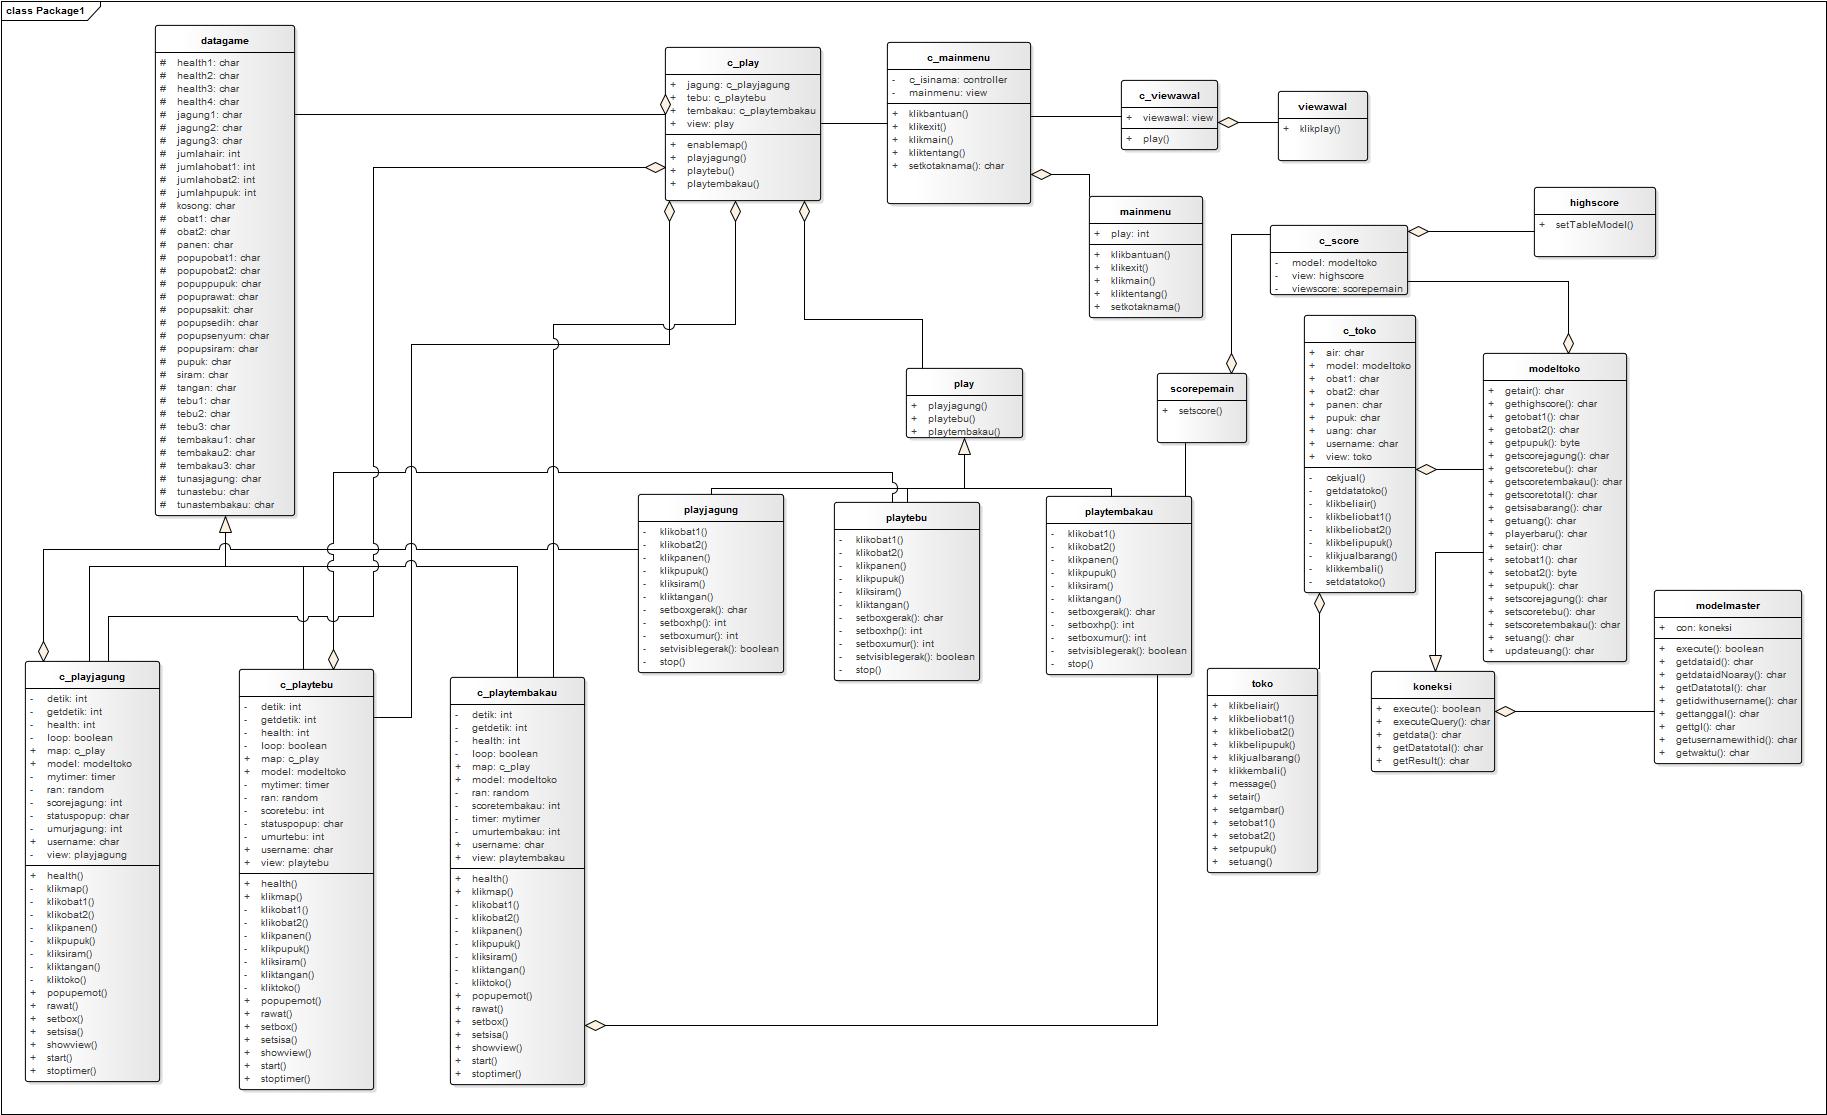 class Package1
datagame
# health1: char
# health2: char
# health3: char
# health4: char
# jagung1: char
# jagung2: char
# jagung3: char
# jumlahair: int
# jumlahobat1: int
# jumlahobat2: int
# jumlahpupuk: int
# kosong: char
# obat1: char
# obat2: char
# panen: char
# popupobat1: char
# popupobat2: char
# popuppupuk: char
# popuprawat: char
# popupsakit: char
# popupsedih: char
# popupsenyum: char
# popupsiram: char
# pupuk: char
# siram: char
# tangan: char
# tebu1: char
# tebu2: char
# tebu3: char
# tembakau1: char
# tembakau2: char
# tembakau3: char
# tunasjagung: char
# tunastebu: char
# tunastembakau: char
c_play
+ jagung: c_playjagung
+ tebu: c_playtebu
+ tembakau: c_playtembakau
+ view: play
+ enablemap()
+ playjagung()
+ playtebu()
+ playtembakau()
c_mainmenu
- c_isinama: controller
- mainmenu: view
+ klikbantuan()
+ klikexit()
+ klikmain()
+ kliktentang()
+ setkotaknama(): char
c_viewawal
+ viewawal: view
+ play()
viewawal
+ klikplay()
mainmenu
+ play: int
+ klikbantuan()
+ klikexit()
+ klikmain()
+ kliktentang()
+ setkotaknama()
highscore
+ setTableModel()
c_score
- model: modeltoko
- view: highscore
- viewscore: scorepemain
c_toko
+ air: char
+ model: modeltoko
+ obat1: char
+ obat2: char
+ panen: char
+ pupuk: char
+ uang: char
+ username: char
+ view: toko
- cekjual()
- getdatatoko()
- klikbeliair()
- klikbeliobat1()
- klikbeliobat2()
- klikbelipupuk()
- klikjualbarang()
- klikkembali()
- setdatatoko()
modeltoko
+ getair(): char
+ gethighscore(): char
+ getobat1(): char
+ getobat2(): char
+ getpupuk(): byte
+ getscorejagung(): char
+ getscoretebu(): char
+ getscoretembakau(): char
+ getscoretotal(): char
+ getsisabarang(): char
+ getuang(): char
+ playerbaru(): char
+ setair(): char
+ setobat1(): char
+ setobat2(): byte
+ setpupuk(): char
+ setscorejagung(): char
+ setscoretebu(): char
+ setscoretembakau(): char
+ setuang(): char
+ updateuang(): char
play
+ playjagung()
+ playtebu()
+ playtembakau()
scorepemain
+ setscore()
playjagung
- klikobat1()
- klikobat2()
- klikpanen()
- klikpupuk()
- kliksiram()
- kliktangan()
- setboxgerak(): char
- setboxhp(): int
- setboxumur(): int
- setvisiblegerak(): boolean
- stop()
playtebu
- klikobat1()
- klikobat2()
- klikpanen()
- klikpupuk()
- kliksiram()
- kliktangan()
- setboxgerak(): char
- setboxhp(): int
- setboxumur(): int
- setvisiblegerak(): boolean
- stop()
playtembakau
- klikobat1()
- klikobat2()
- klikpanen()
- klikpupuk()
- kliksiram()
- kliktangan()
- setboxgerak(): char
- setboxhp(): int
- setboxumur(): int
- setvisiblegerak(): boolean
- stop()
modelmaster
+ con: koneksi
+ execute(): boolean
+ getdataid(): char
+ getdataidNoaray(): char
+ getDatatotal(): char
+ getidwithusername(): char
+ gettanggal(): char
+ gettgl(): char
+ getusernamewithid(): char
+ getwaktu(): char
koneksi
+ execute(): boolean
+ executeQuery(): char
+ getdata(): char
+ getDatatotal(): char
+ getResult(): char
toko
+ klikbeliair()
+ klikbeliobat1()
+ klikbeliobat2()
+ klikbelipupuk()
+ klikjualbarang()
+ klikkembali()
+ message()
+ setair()
+ setgambar()
+ setobat1()
+ setobat2()
+ setpupuk()
+ setuang()
c_playjagung
- detik: int
- getdetik: int
- health: int
- loop: boolean
+ map: c_play
+ model: modeltoko
- mytimer: timer
- ran: random
- scorejagung: int
- statuspopup: char
- umurjagung: int
+ username: char
- view: playjagung
+ health()
- klikmap()
- klikobat1()
- klikobat2()
- klikpanen()
- klikpupuk()
- kliksiram()
- kliktangan()
- kliktoko()
+ popupemot()
+ rawat()
+ setbox()
+ setsisa()
+ showview()
+ start()
+ stoptimer()
c_playtebu
- detik: int
- getdetik: int
- health: int
- loop: boolean
+ map: c_play
+ model: modeltoko
- mytimer: timer
- ran: random
- scoretebu: int
- statuspopup: char
- umurtebu: int
+ username: char
+ view: playtebu
+ health()
+ klikmap()
- klikobat1()
- klikobat2()
- klikpanen()
- klikpupuk()
- kliksiram()
- kliktangan()
- kliktoko()
+ popupemot()
+ rawat()
+ setbox()
+ setsisa()
+ showview()
+ start()
+ stoptimer()
c_playtembakau
- detik: int
- getdetik: int
- health: int
- loop: boolean
+ map: c_play
+ model: modeltoko
- ran: random
- scoretembakau: int
- timer: mytimer
- umurtembakau: int
+ username: char
+ view: playtembakau
+ health()
+ klikmap()
- klikobat1()
- klikobat2()
- klikpanen()
- klikpupuk()
- kliksiram()
- kliktangan()
- kliktoko()
+ popupemot()
+ rawat()
+ setbox()
+ setsisa()
+ showview()
+ start()
+ stoptimer()